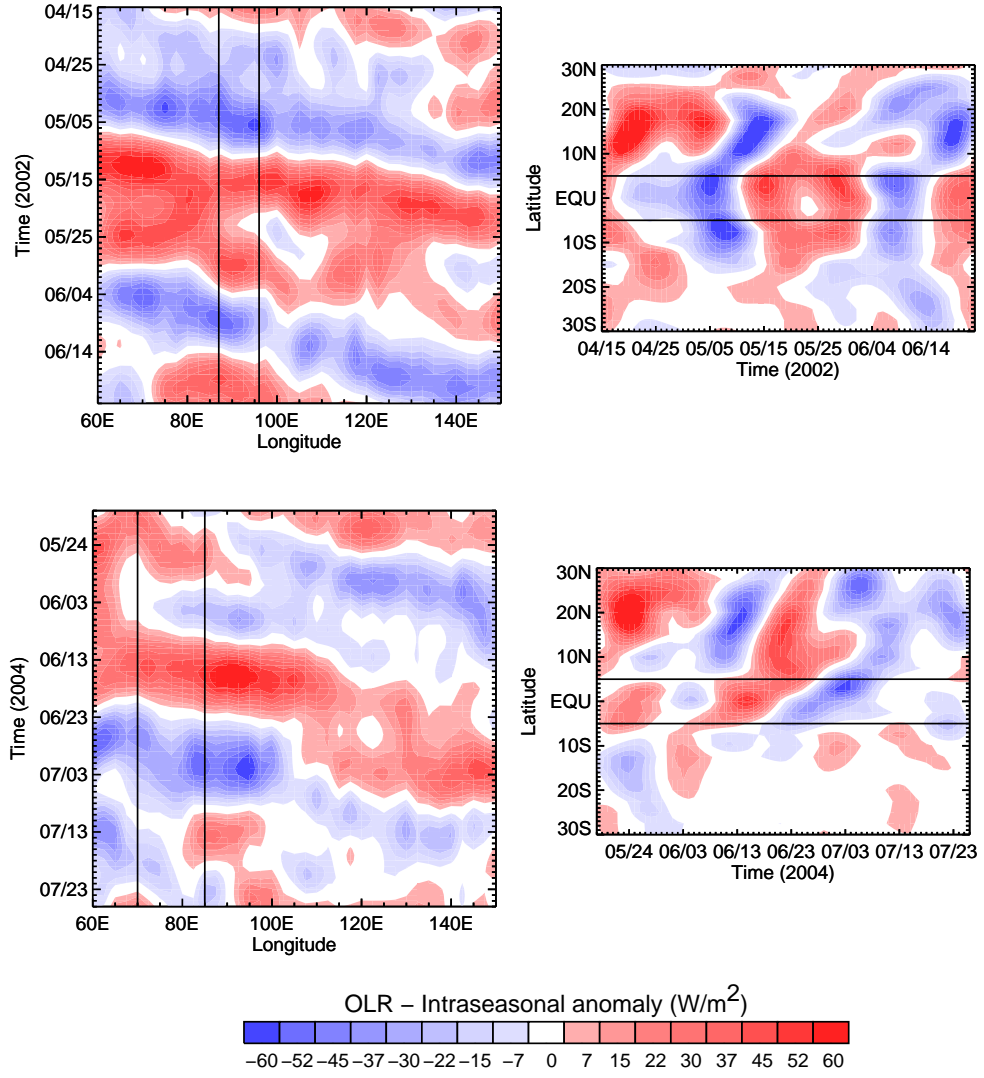 04/15
04/25
05/05
05/15
05/25
06/04
06/14
Time (2002)
60E 80E 100E 120E 140E
Longitude
30N
20N
10N
EQU
10S
20S
30S
Latitude
04/15 04/25 05/05 05/15 05/25 06/04 06/14
Time (2002)
05/24
06/03
06/13
06/23
07/03
07/13
07/23
Time (2004)
60E 80E 100E 120E 140E
Longitude
30N
20N
10N
EQU
10S
20S
30S
Latitude
05/24 06/03 06/13 06/23 07/03 07/13 07/23
Time (2004)
OLR − Intraseasonal anomaly (W/m²)
−60 −52 −45 −37 −30 −22 −15 −7 0 7 15 22 30 37 45 52 60